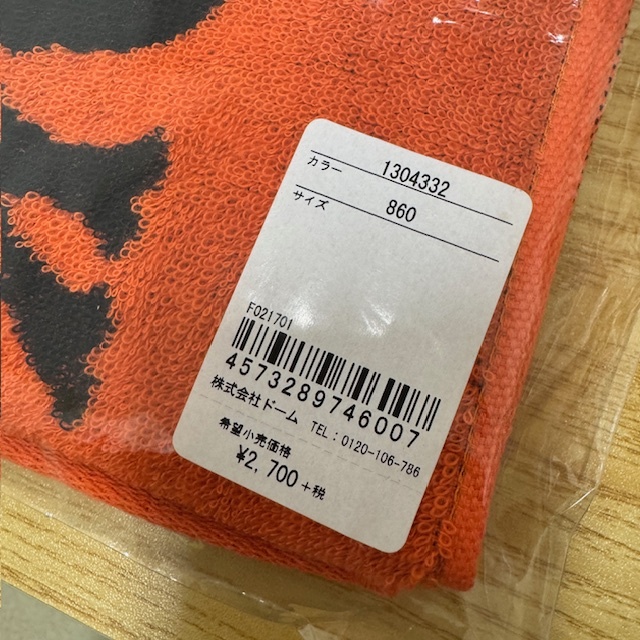 カラー 1304332
サイズ 860
F021701
4573289746007
株式会社ドーム TEL：0120-106-786
希望小売価格
¥2,700+税